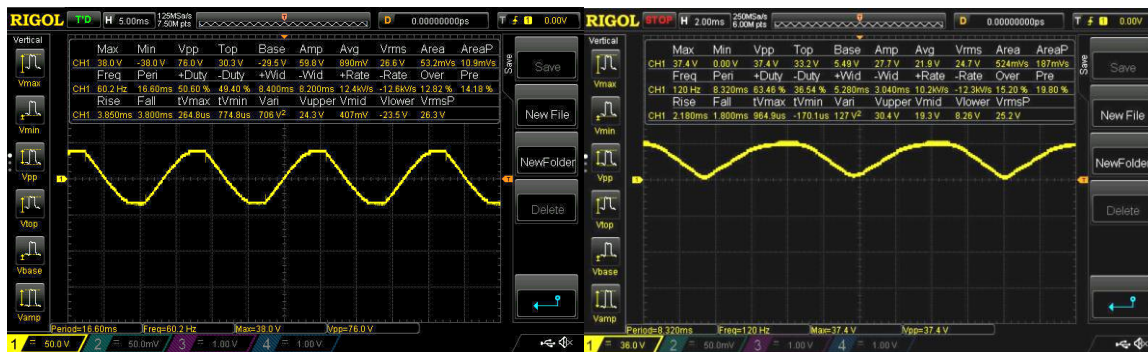 RIGOL T'D H 5.00ms 125MSa/s 7.50M pts D 0.00000000ps T 1 0.00V
Vertical
Max Min Vpp Top Base Amp Avg Vrms Area AreaP
CH1 38.0 V -38.0 V 76.0 V 30.3 V -29.5 V 59.8 V 890mV 26.6 V 53.2mVs 10.9mVs
Freq Peri +Duty -Duty +Wid -Wid +Rate -Rate Over Pre
CH1 60.2 Hz 16.60ms 50.60 % 49.40 % 8.400ms 8.200ms 12.4kV/s -12.6kV/s 12.82 % 14.18 %
Rise Fall tVmax tVmin Vari Vupper Vmid Vlower VrmsP
CH1 3.850ms 3.800ms 264.8us 774.8us 706 V² 24.3 V 407mV -23.5 V 26.3 V
Vmax
Vmin
Vpp
Vtop
Vbase
Vamp
1
T
Save
Save
New File
NewFolder
Delete
Period=16.60ms Freq=60.2 Hz Max=38.0 V Vpp=76.0 V
1 = 50.0 V 2 = 50.0mV 3 = 1.00 V 4 = 1.00 V
RIGOL STOP H 2.00ms 250MSa/s 6.00M pts D 0.00000000ps T 1 0.00V
Vertical
Max Min Vpp Top Base Amp Avg Vrms Area AreaP
CH1 37.4 V 0.00 V 37.4 V 33.2 V 5.49 V 27.7 V 21.9 V 24.7 V 524mVs 187mVs
Freq Peri +Duty -Duty +Wid -Wid +Rate -Rate Over Pre
CH1 120 Hz 8.320ms 63.46 % 36.54 % 5.280ms 3.040ms 10.2kV/s -12.3kV/s 15.20 % 19.80 %
Rise Fall tVmax tVmin Vari Vupper Vmid Vlower VrmsP
CH1 2.180ms 1.800ms 964.9us -170.1us 127 V² 30.4 V 19.3 V 8.26 V 25.2 V
Vmax
Vmin
Vpp
Vtop
Vbase
Vamp
1
T
Save
Save
New File
NewFolder
Delete
Period=8.320ms Freq=120 Hz Max=37.4 V Vpp=37.4 V
1 = 36.0 V 2 = 50.0mV 3 = 1.00 V 4 = 1.00 V